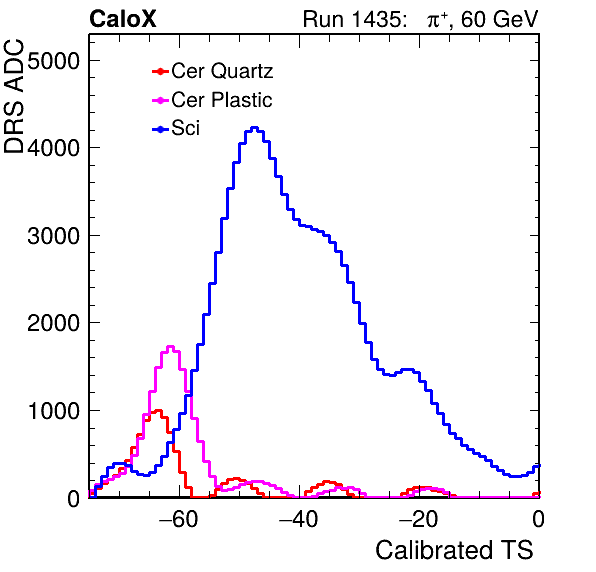 CaloX Run 1435: π⁺, 60 GeV
DRS ADC
5000
4000
3000
2000
1000
0
Cer Quartz
Cer Plastic
Sci
−60 −40 −20 0
Calibrated TS